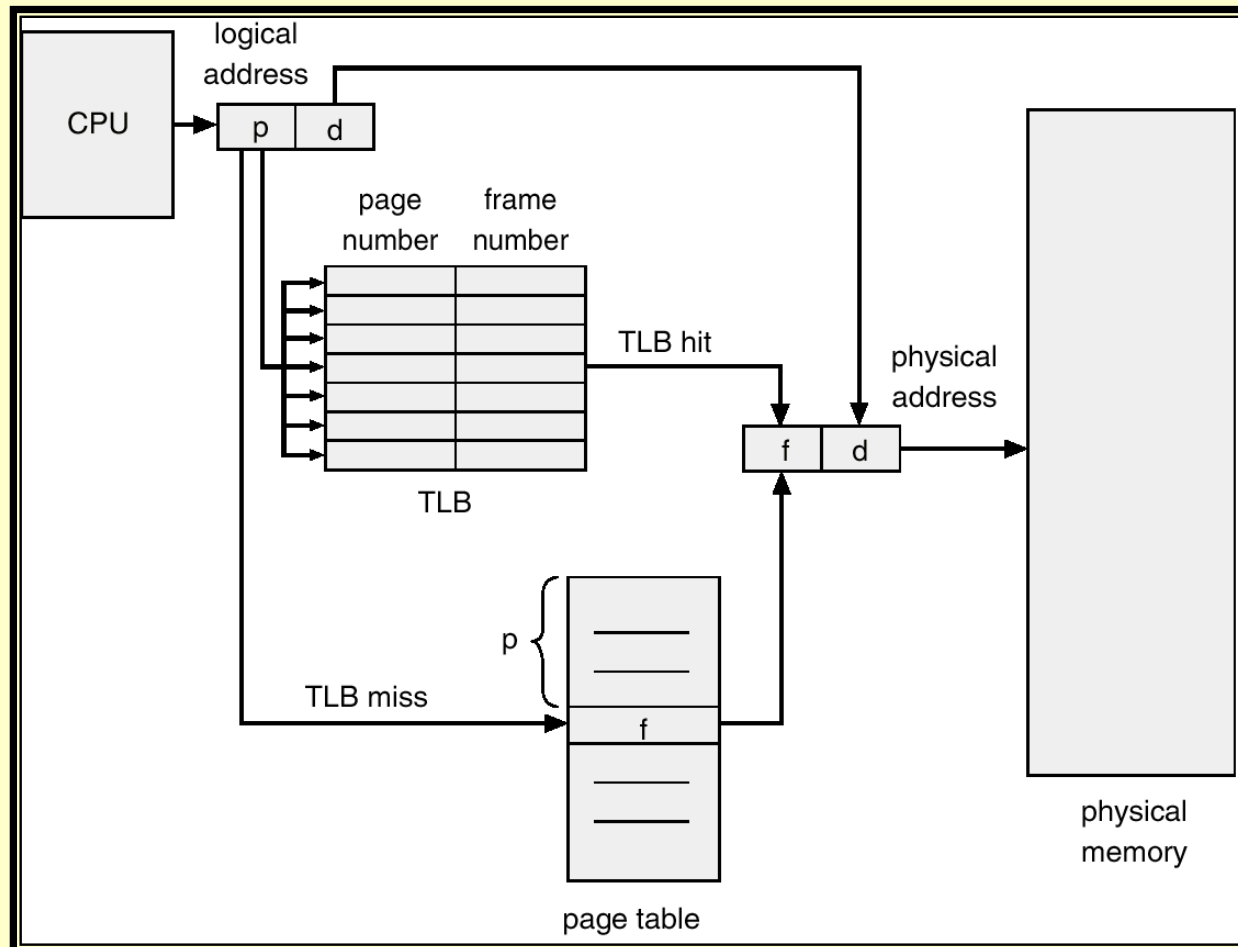 logical
address
CPU
p d
page frame
number number
TLB hit
physical
address
f d
TLB
p
TLB miss
f
physical
memory
page table